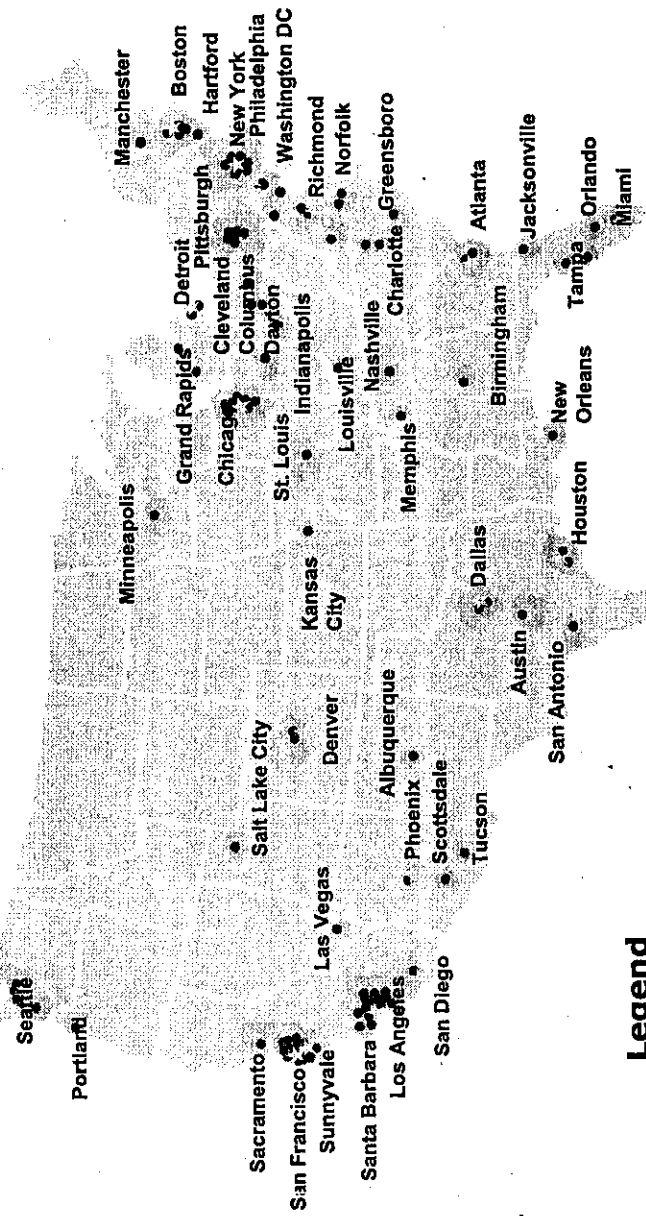 Seattle
Portland
Sacramento
San Francisco
Sunnyvale
Santa Barbara
Los Angeles
San Diego
Las Vegas
Salt Lake City
Phoenix
Scottsdale
Tucson
Albuquerque
Denver
Minneapolis
Kansas
City
Dallas
Austin
San Antonio
Houston
New
Orleans
St. Louis
Memphis
Chicago
Grand Rapids
Indianapolis
Louisville
Nashville
Birmingham
Detroit
Cleveland
Columbus
Dayton
Pittsburgh
Manchester
Boston
Hartford
New York
Philadelphia
Washington DC
Richmond
Norfolk
Greensboro
Charlotte
Atlanta
Jacksonville
Orlando
Tampa
Miami
Legend